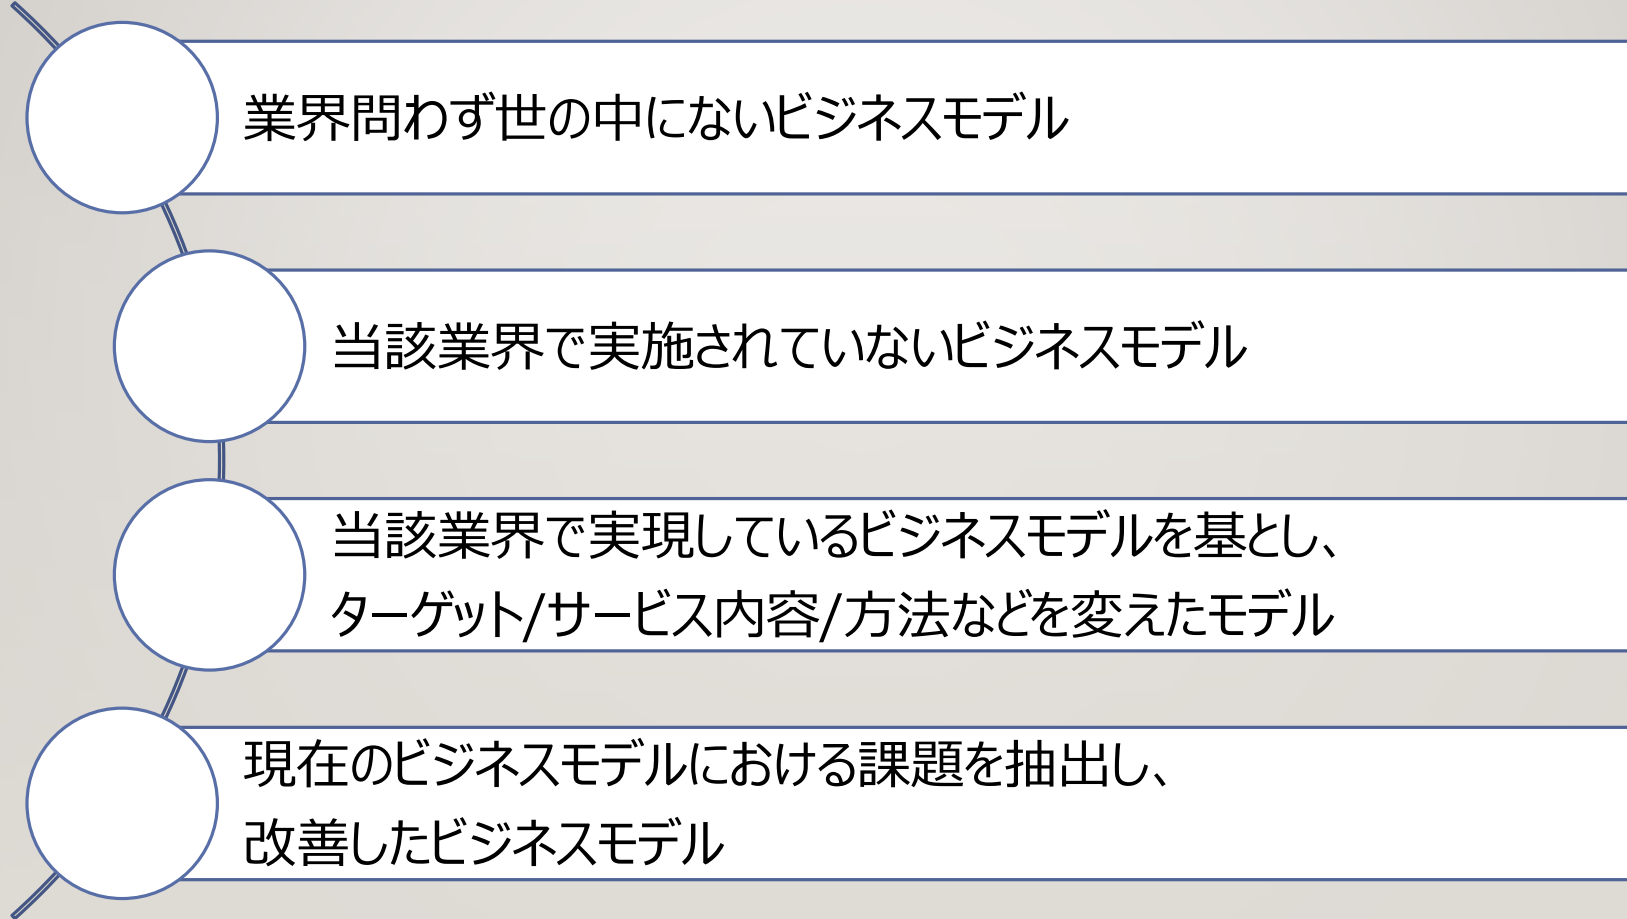 業界問わず世の中にないビジネスモデル
当該業界で実施されていないビジネスモデル
当該業界で実現しているビジネスモデルを基とし、
ターゲット/サービス内容/方法などを変えたモデル
現在のビジネスモデルにおける課題を抽出し、
改善したビジネスモデル